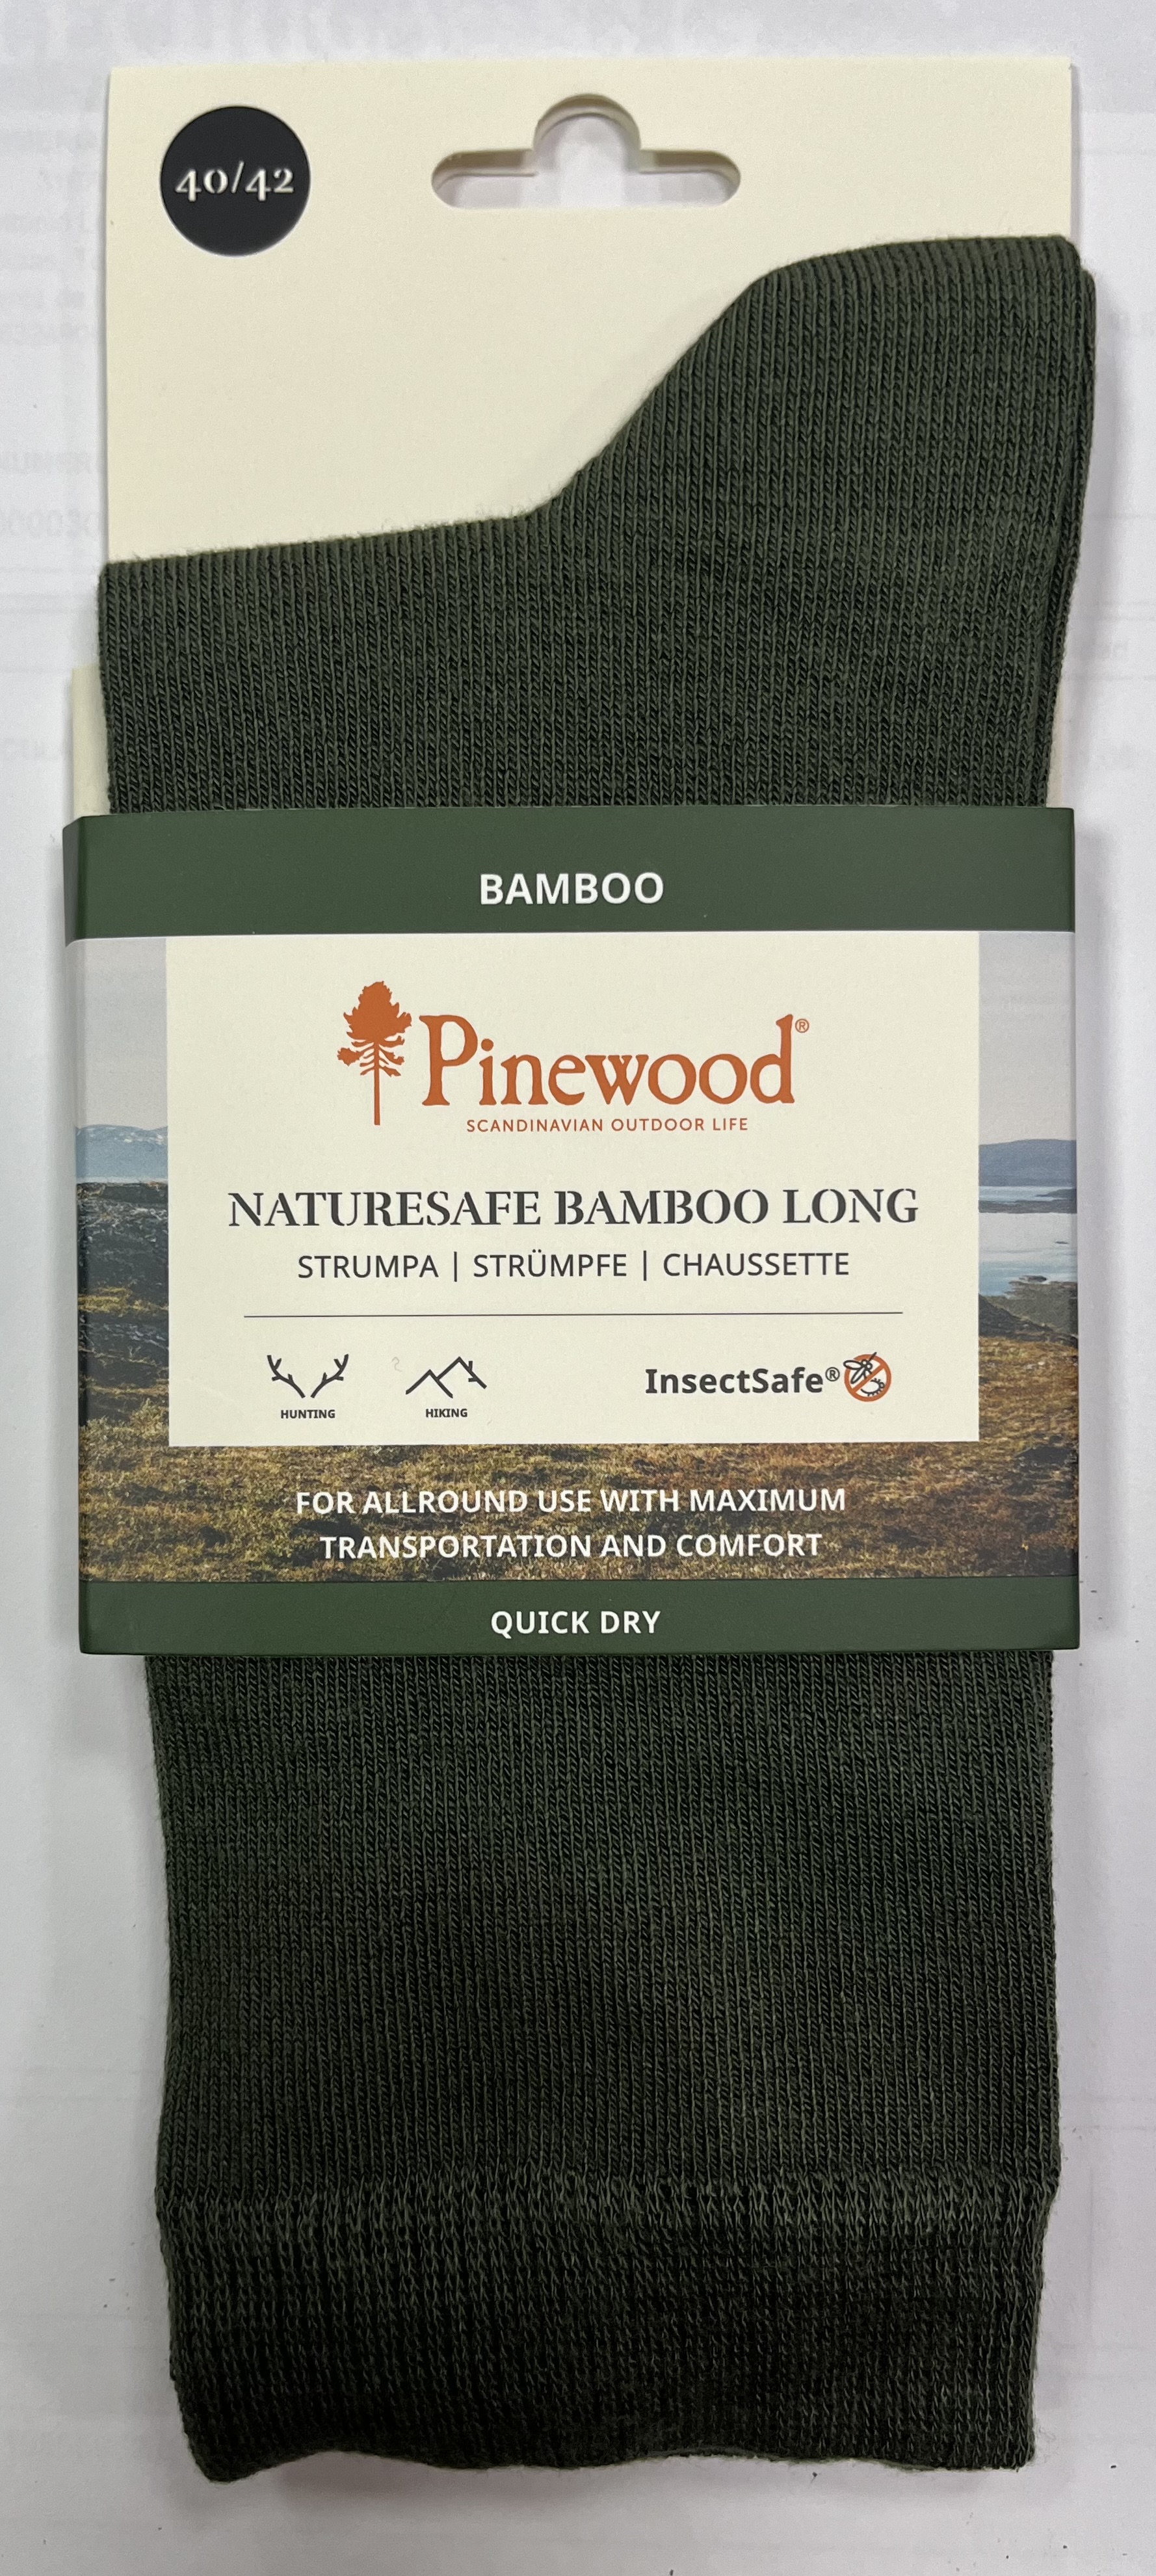 40/42
BAMBOO
Pinewood®
SCANDINAVIAN OUTDOOR LIFE
NATURESAFE BAMBOO LONG
STRUMPA | STRÜMPFE | CHAUSSETTE
HUNTING
HIKING
InsectSafe®
FOR ALLROUND USE WITH MAXIMUM
TRANSPORTATION AND COMFORT
QUICK DRY